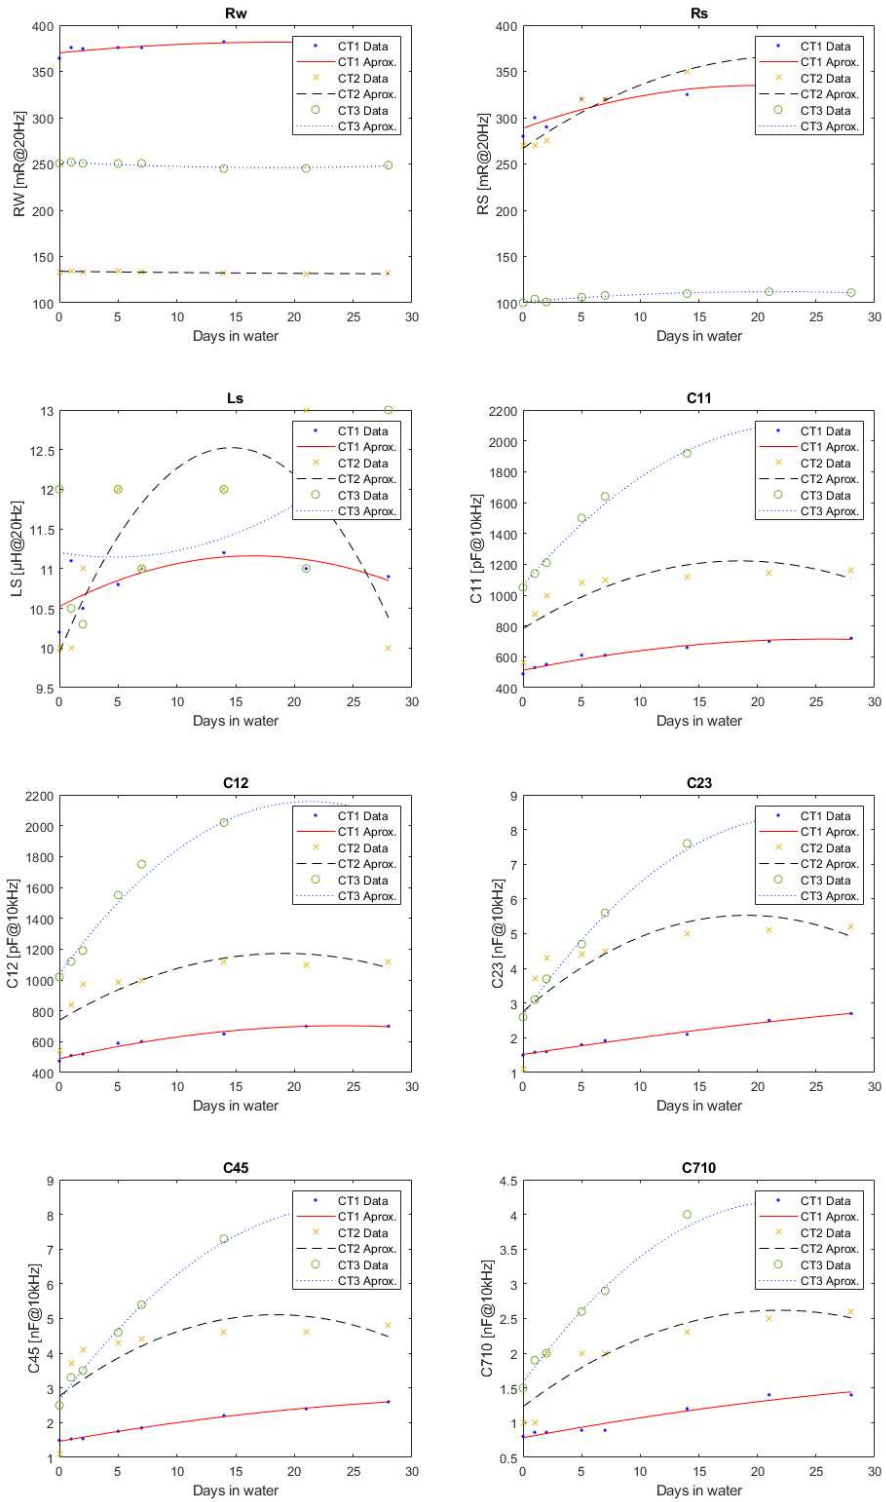 Rw
400
350
300
250
200
150
100
RW [mR@20Hz]
0 5 10 15 20 25 30
Days in water
CT1 Data
CT1 Aprox.
CT2 Data
CT2 Aprox.
CT3 Data
CT3 Aprox.
Rs
400
350
300
250
200
150
100
RS [mR@20Hz]
0 5 10 15 20 25 30
Days in water
CT1 Data
CT1 Aprox.
CT2 Data
CT2 Aprox.
CT3 Data
CT3 Aprox.
Ls
13
12.5
12
11.5
11
10.5
10
9.5
LS [µH@20Hz]
0 5 10 15 20 25 30
Days in water
CT1 Data
CT1 Aprox.
CT2 Data
CT2 Aprox.
CT3 Data
CT3 Aprox.
C11
2200
2000
1800
1600
1400
1200
1000
800
600
400
C11 [pF@10kHz]
0 5 10 15 20 25 30
Days in water
CT1 Data
CT1 Aprox.
CT2 Data
CT2 Aprox.
CT3 Data
CT3 Aprox.
C12
2200
2000
1800
1600
1400
1200
1000
800
600
400
C12 [pF@10kHz]
0 5 10 15 20 25 30
Days in water
CT1 Data
CT1 Aprox.
CT2 Data
CT2 Aprox.
CT3 Data
CT3 Aprox.
C23
9
8
7
6
5
4
3
2
1
C23 [nF@10kHz]
0 5 10 15 20 25 30
Days in water
CT1 Data
CT1 Aprox.
CT2 Data
CT2 Aprox.
CT3 Data
CT3 Aprox.
C45
9
8
7
6
5
4
3
2
1
C45 [nF@10kHz]
0 5 10 15 20 25 30
Days in water
CT1 Data
CT1 Aprox.
CT2 Data
CT2 Aprox.
CT3 Data
CT3 Aprox.
C710
4.5
4
3.5
3
2.5
2
1.5
1
0.5
C710 [nF@10kHz]
0 5 10 15 20 25 30
Days in water
CT1 Data
CT1 Aprox.
CT2 Data
CT2 Aprox.
CT3 Data
CT3 Aprox.